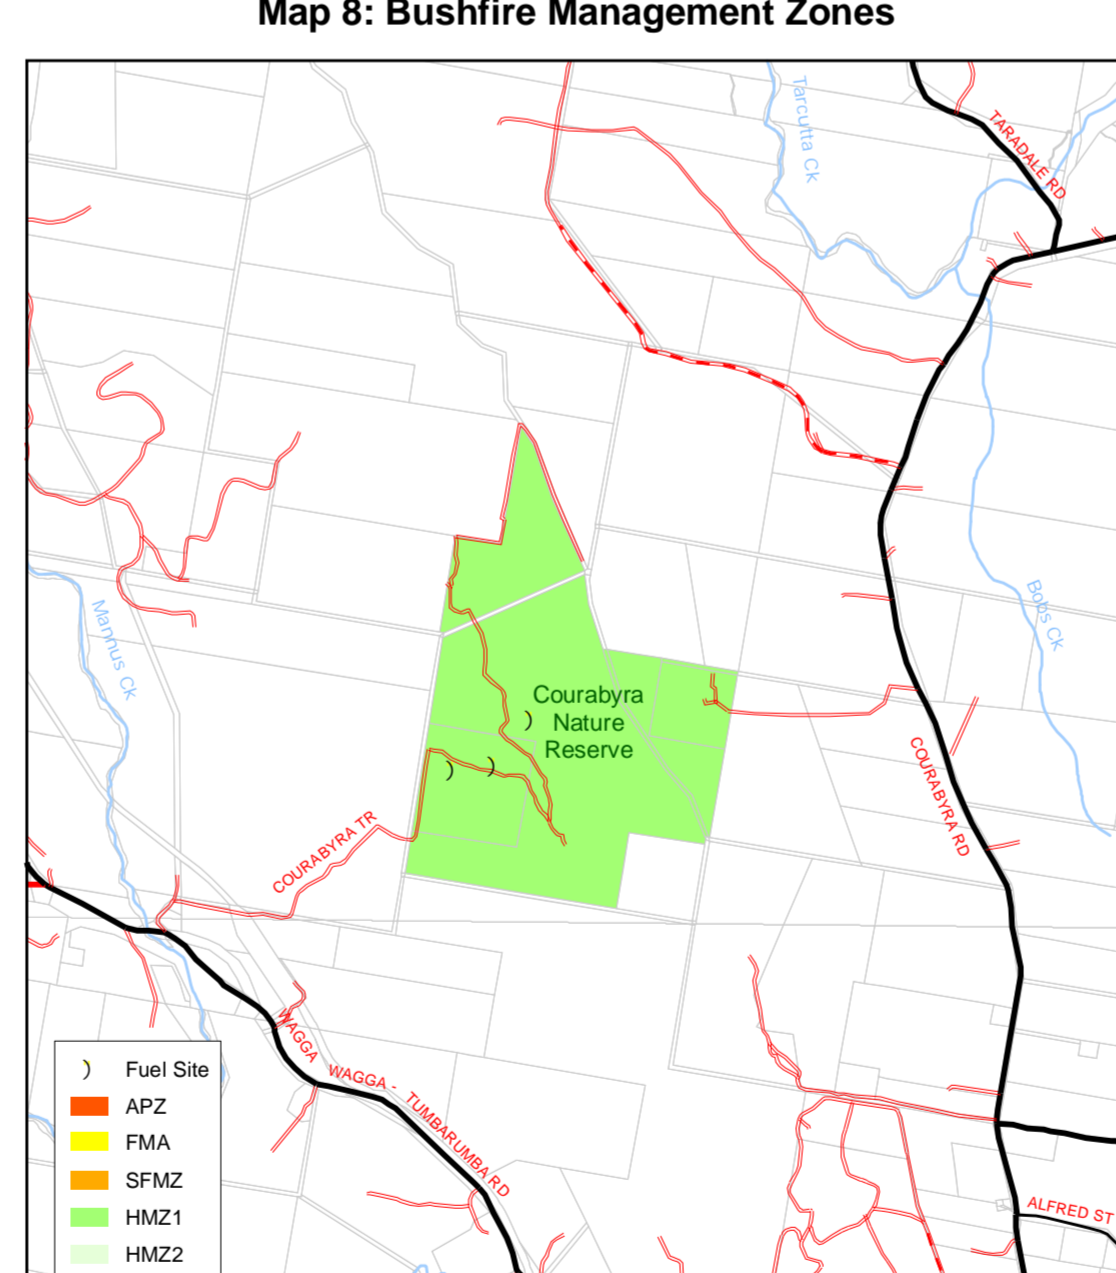 Map 8: Bushfire Management Zones
Tarcutta Ck
TARADALE RD
Mannus Ck
Bobs Ck
Courabyra
Nature
Reserve
COURABYRA RD
COURABYRA TR
WAGGA
WAGGA -
TUMBARUMBA RD
ALFRED ST
Fuel Site
APZ
FMA
SFMZ
HMZ1
HMZ2